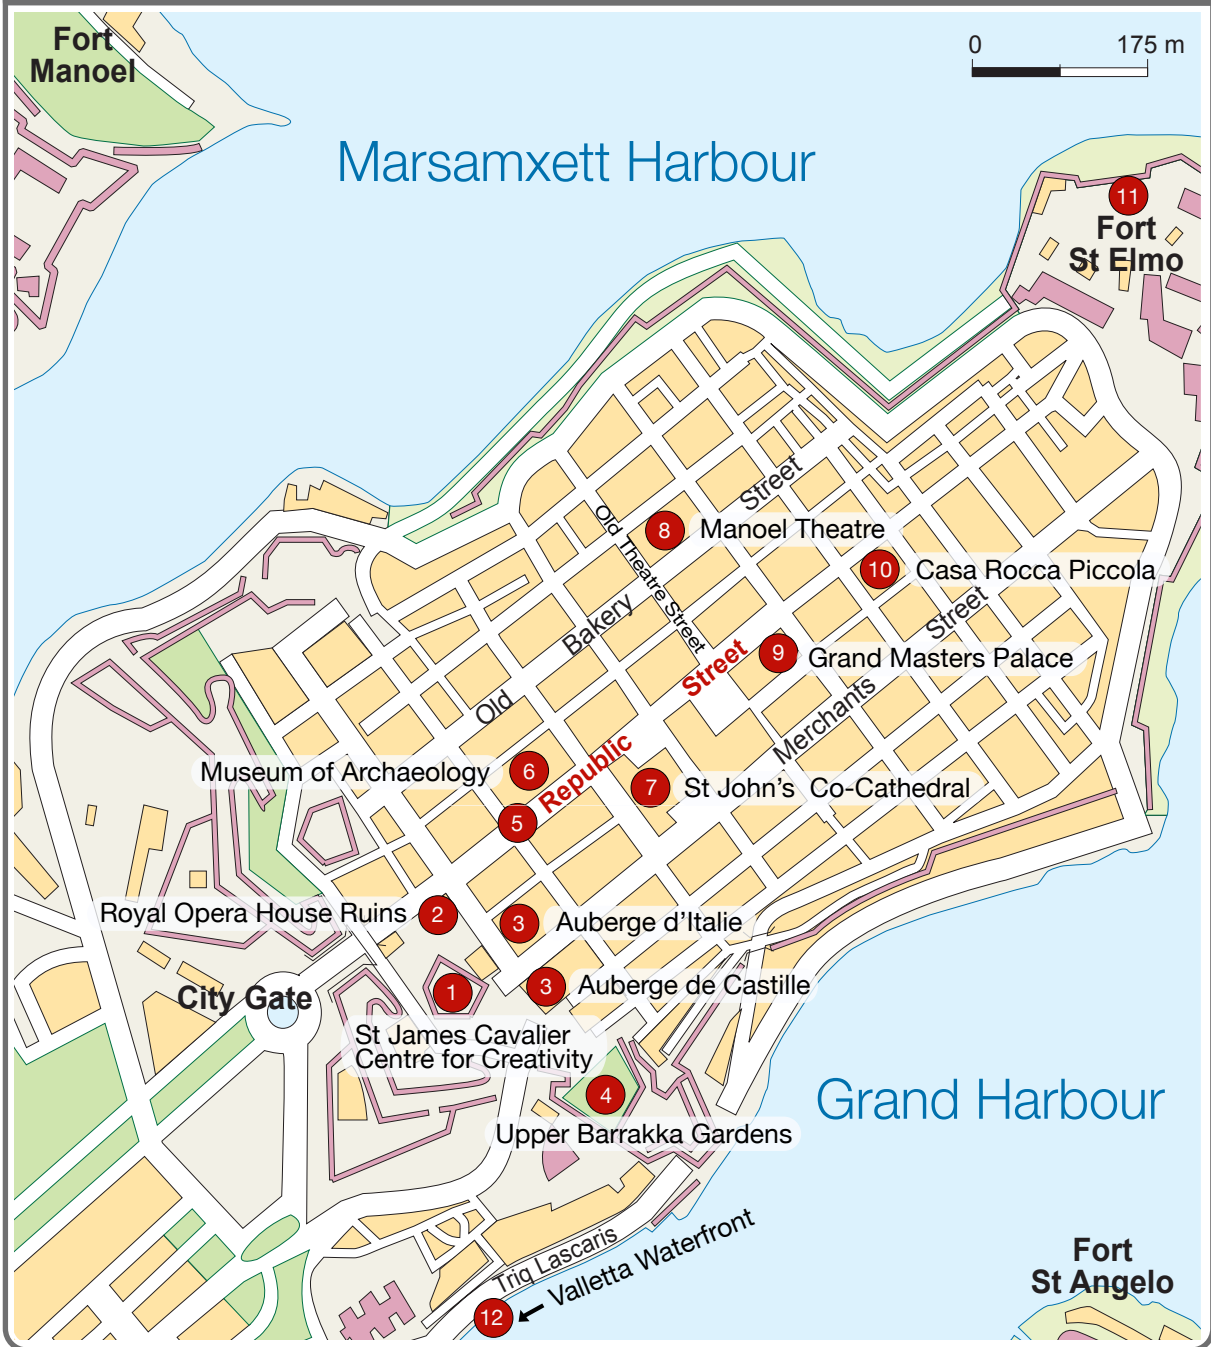 Fort
Manoel
0 175 m
Marsamxett Harbour
11
Fort
St Elmo
Street
Old Theatre Street
8 Manoel Theatre
10 Casa Rocca Piccola
Bakery
Street
Street
9 Grand Masters Palace
Old
Merchants
Republic
Museum of Archaeology 6
7 St John's Co-Cathedral
5
Royal Opera House Ruins 2
3 Auberge d'Italie
City Gate
1
3 Auberge de Castille
St James Cavalier
Centre for Creativity
4
Upper Barrakka Gardens
Grand Harbour
Triq Lascaris
Valletta Waterfront
12
Fort
St Angelo